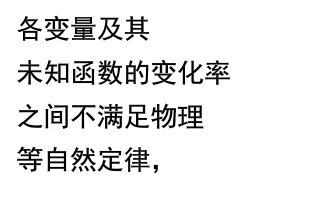 各变量及其
未知函数的变化率
之间不满足物理
等自然定律，